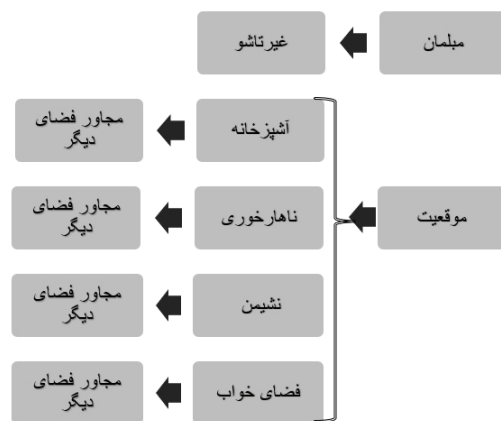 مبلمان
غیرتاشو
موقعیت
آشپزخانه
مجاور فضای
دیگر
ناهارخوری
مجاور فضای
دیگر
نشیمن
مجاور فضای
دیگر
فضای خواب
مجاور فضای
دیگر